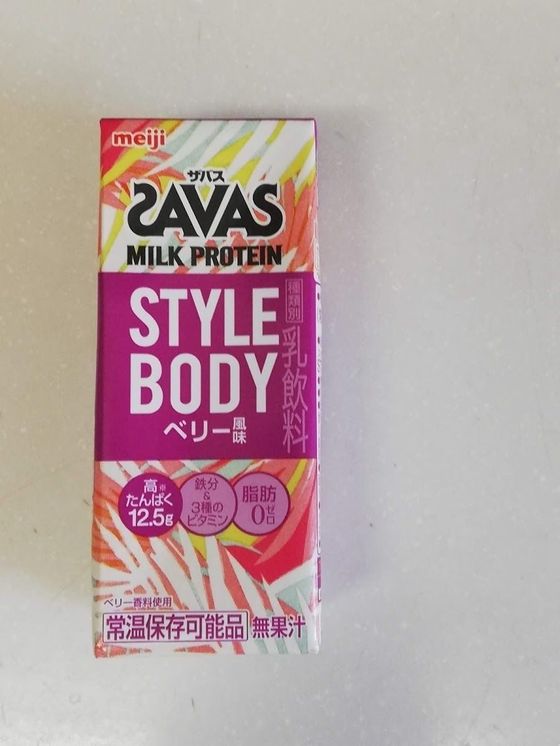 meiji
ザバス
SAVAS
MILK PROTEIN
STYLE
BODY
ベリー風味
種類別
乳飲料
高※
たんぱく
12.5g
鉄分
&
3種の
ビタミン
脂肪
0ゼロ
ベリー香料使用
常温保存可能品 無果汁